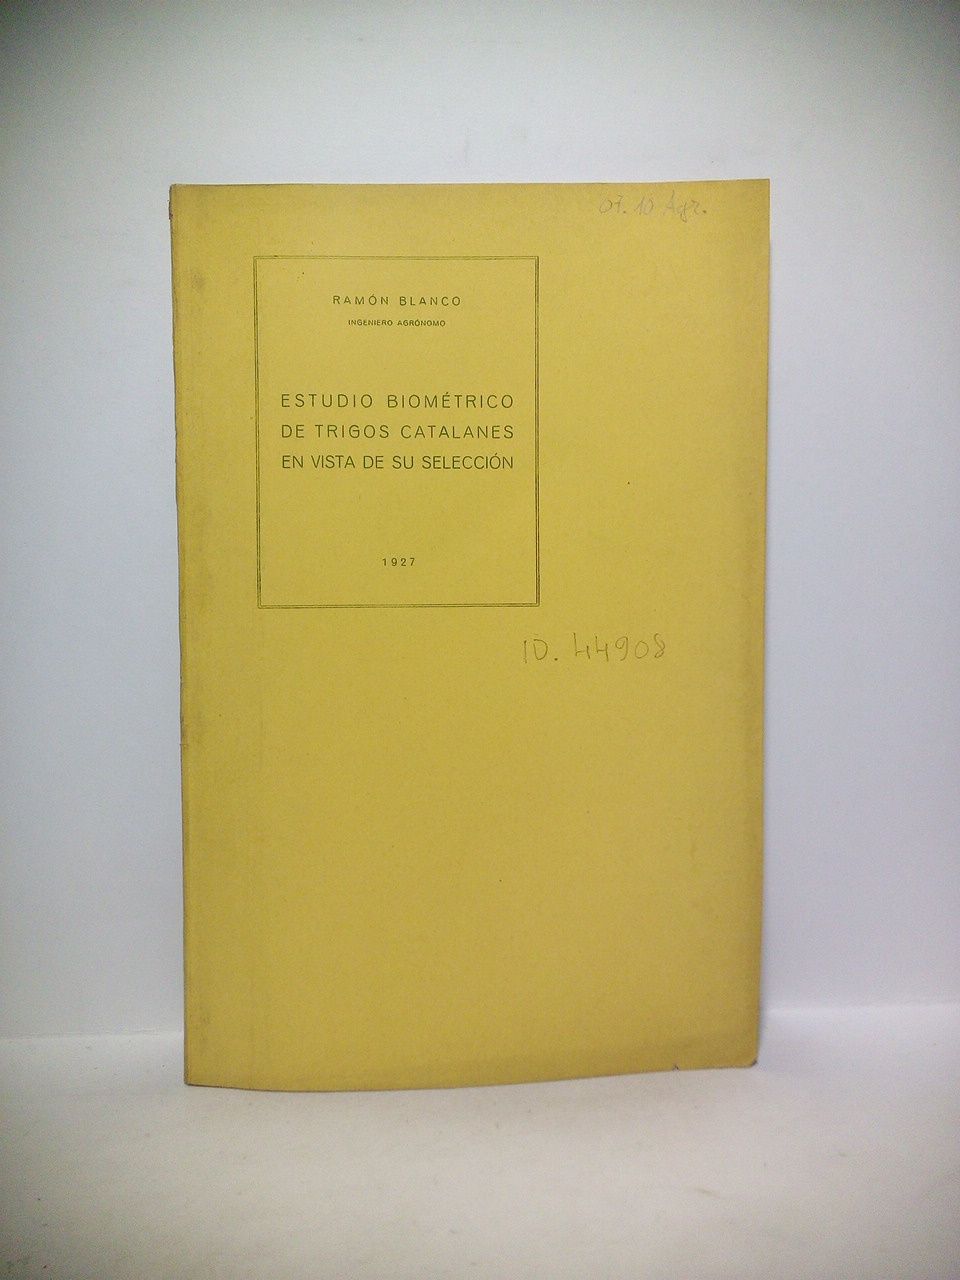 07. 10 Agr.
RAMÓN BLANCO
INGENIERO AGRÓNOMO
ESTUDIO BIOMÉTRICO
DE TRIGOS CATALANES
EN VISTA DE SU SELECCIÓN
1927
ID. 44908